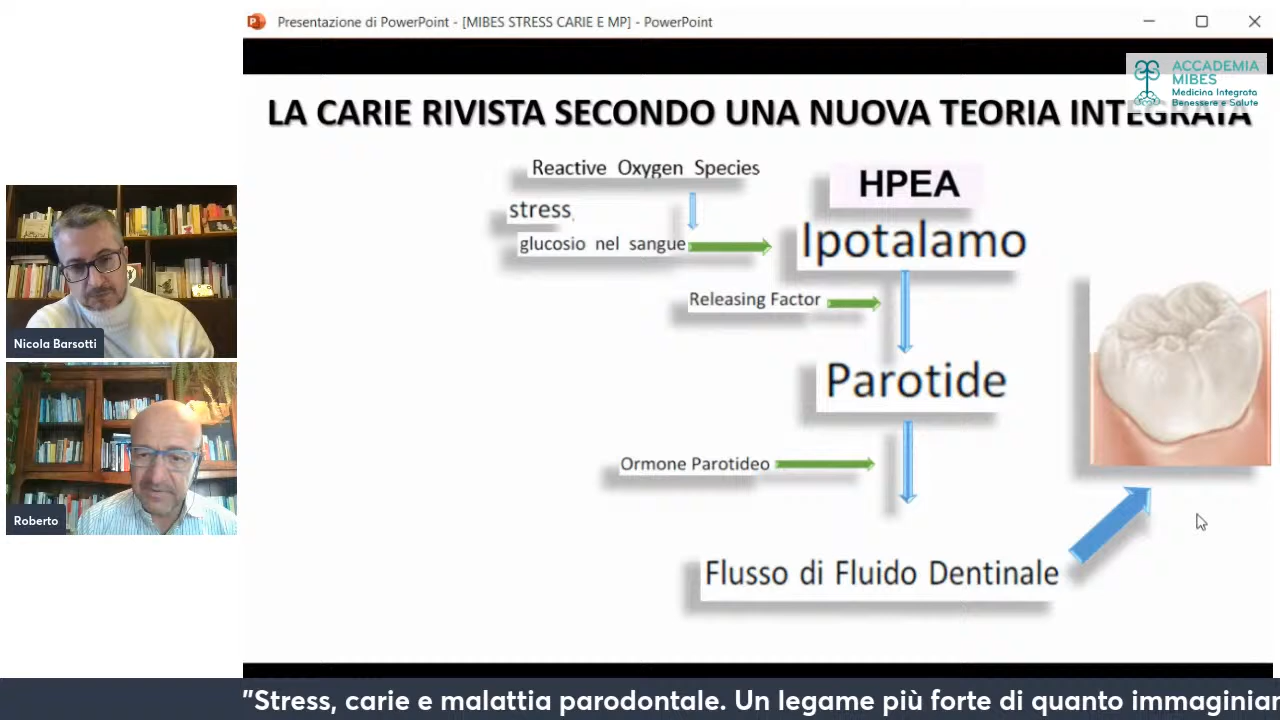 Presentazione di PowerPoint - [MIBES STRESS CARIE E MP] - PowerPoint
ACCADEMIA
MIBES
Medicina Integrata
Benessere e Salute
LA CARIE RIVISTA SECONDO UNA NUOVA TEORIA INTEGRATA
Reactive Oxygen Species
HPEA
stress
glucosio nel sangue
Ipotalamo
Releasing Factor
Nicola Barsotti
Parotide
Ormone Parotideo
Roberto
Flusso di Fluido Dentinale
"Stress, carie e malattia parodontale. Un legame più forte di quanto immaginiam